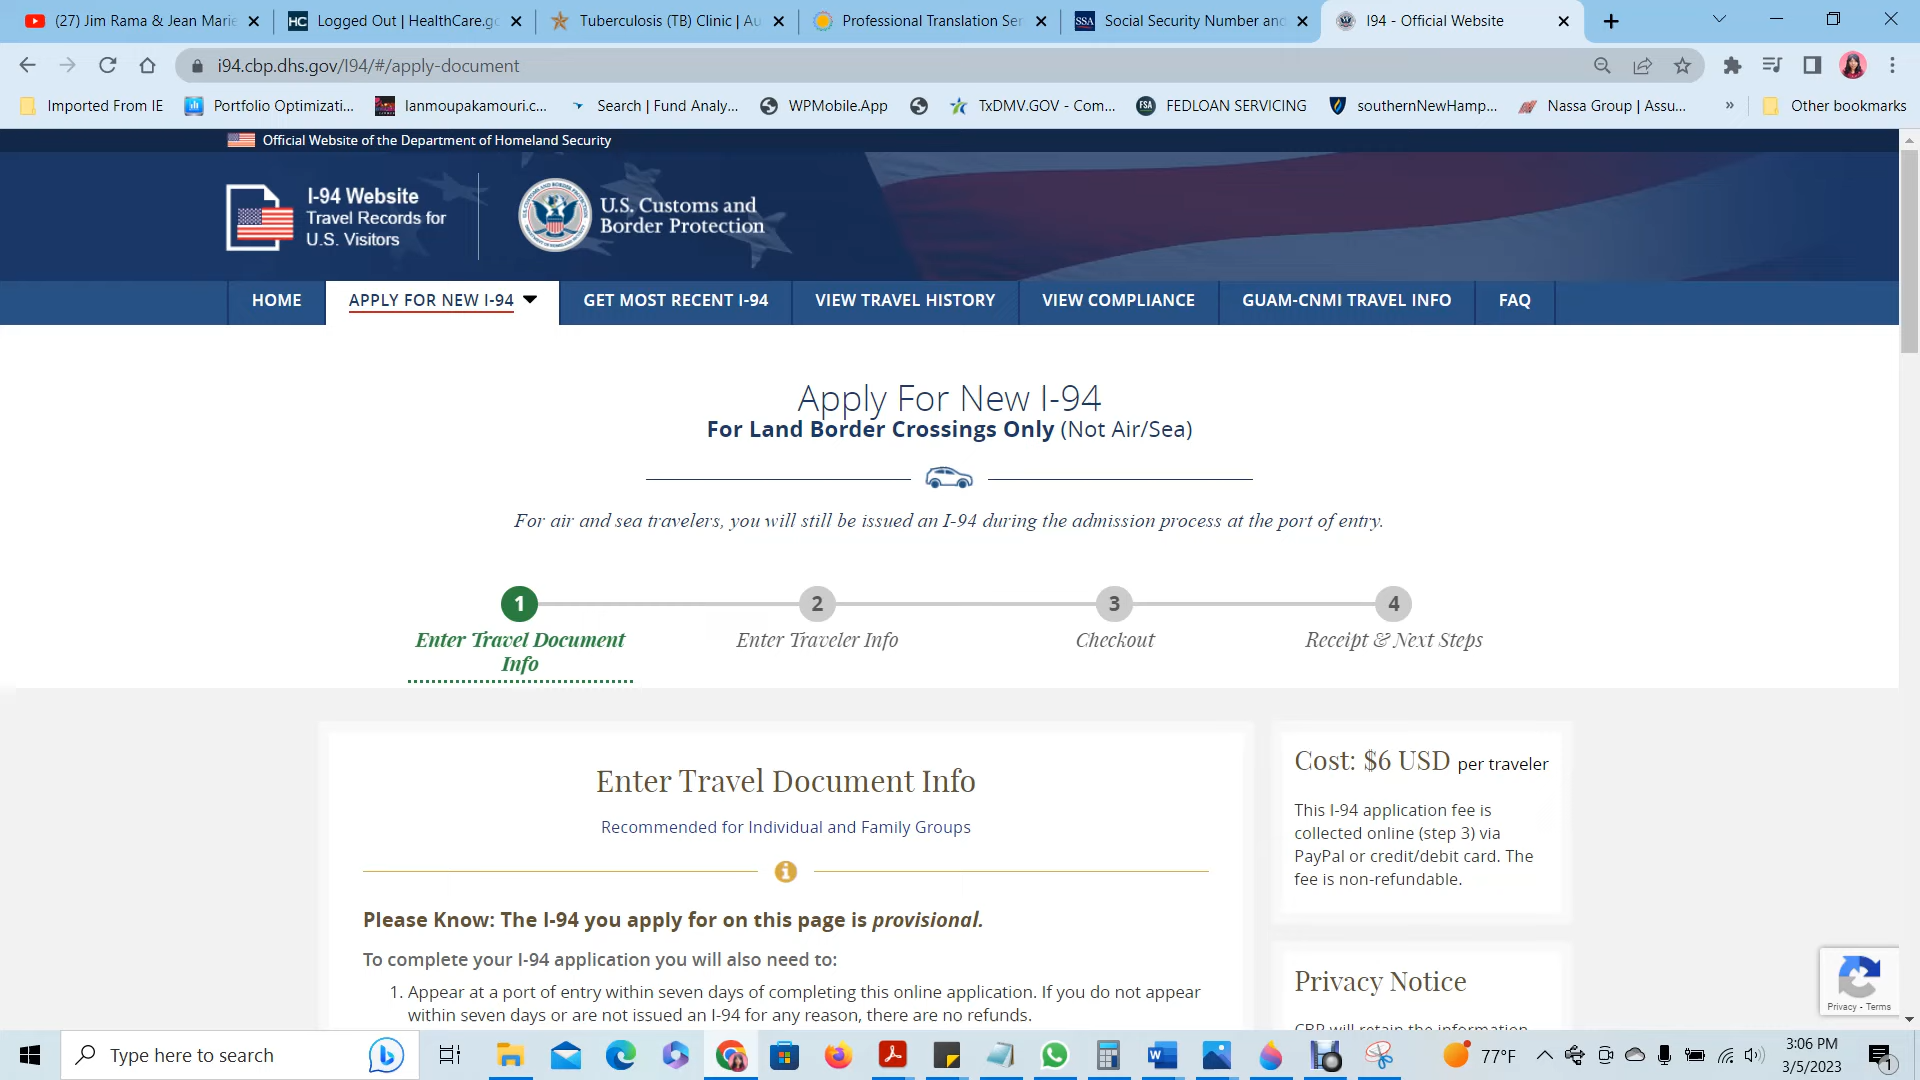 (27) Jim Rama & Jean Marie
Logged Out | HealthCare.go
Tuberculosis (TB) Clinic | Au
Professional Translation Ser
Social Security Number and
I94 - Official Website
i94.cbp.dhs.gov/I94/#/apply-document
Imported From IE
Portfolio Optimizati...
lanmoupakamouri.c...
Search | Fund Analy...
WPMobile.App
TxDMV.GOV - Com...
FEDLOAN SERVICING
southernNewHamp...
Nassa Group | Assu...
»
Other bookmarks
Official Website of the Department of Homeland Security
I-94 Website
Travel Records for
U.S. Visitors
U.S. Customs and
Border Protection
HOME
APPLY FOR NEW I-94
GET MOST RECENT I-94
VIEW TRAVEL HISTORY
VIEW COMPLIANCE
GUAM-CNMI TRAVEL INFO
FAQ
Apply For New I-94
For Land Border Crossings Only (Not Air/Sea)
For air and sea travelers, you will still be issued an I-94 during the admission process at the port of entry.
1
2
3
4
Enter Travel Document
Info
Enter Traveler Info
Checkout
Receipt & Next Steps
Enter Travel Document Info
Recommended for Individual and Family Groups
Please Know: The I-94 you apply for on this page is provisional.
To complete your I-94 application you will also need to:
1. Appear at a port of entry within seven days of completing this online application. If you do not appear
within seven days or are not issued an I-94 for any reason, there are no refunds.
Cost: $6 USD per traveler
This I-94 application fee is
collected online (step 3) via
PayPal or credit/debit card. The
fee is non-refundable.
Privacy Notice
CBP will retain the information
Privacy - Terms
Type here to search
77°F
3:06 PM
3/5/2023
1